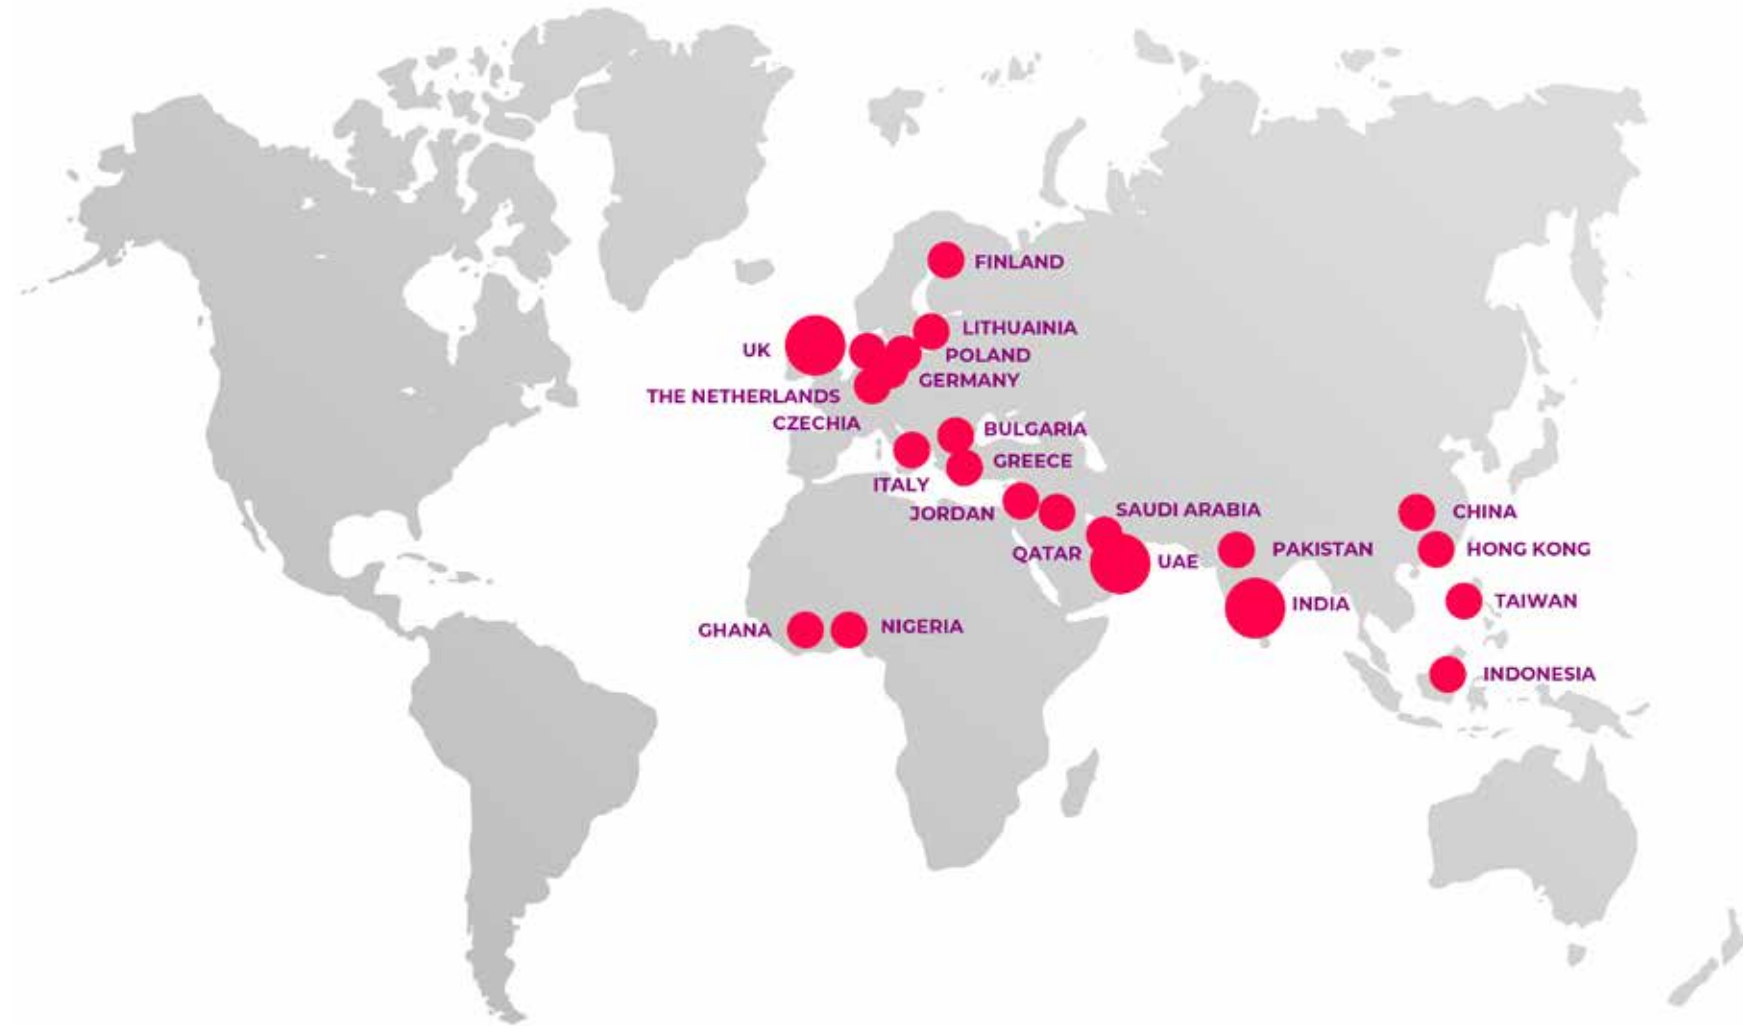 FINLAND
LITHUAINIA
UK
POLAND
GERMANY
THE NETHERLANDS
CZECHIA
BULGARIA
GREECE
ITALY
JORDAN
SAUDI ARABIA
CHINA
QATAR
UAE
PAKISTAN
HONG KONG
INDIA
TAIWAN
GHANA
NIGERIA
INDONESIA